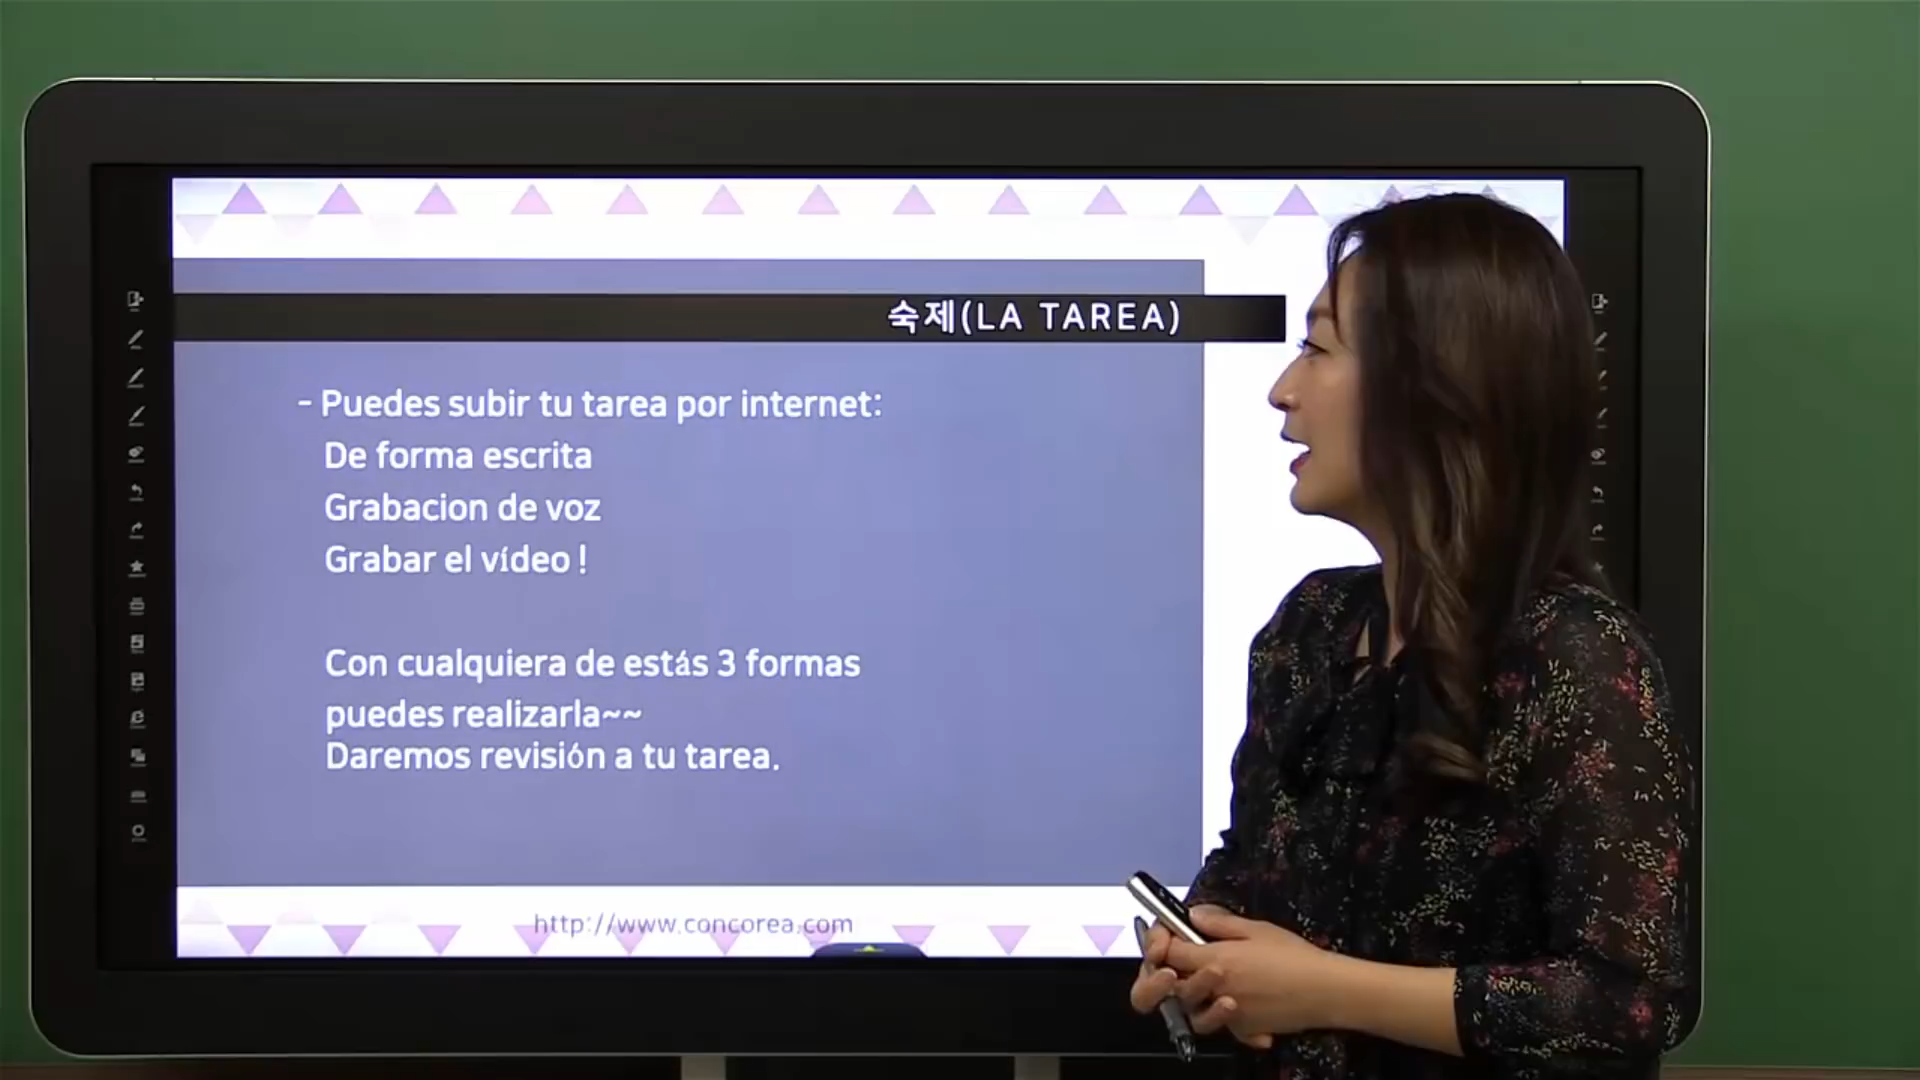 숙제(LA TAREA)
- Puedes subir tu tarea por internet:
De forma escrita
Grabacion de voz
Grabar el vídeo !
Con cualquiera de estás 3 formas
puedes realizarla~~
Daremos revisión a tu tarea.
http://www.concorea.com